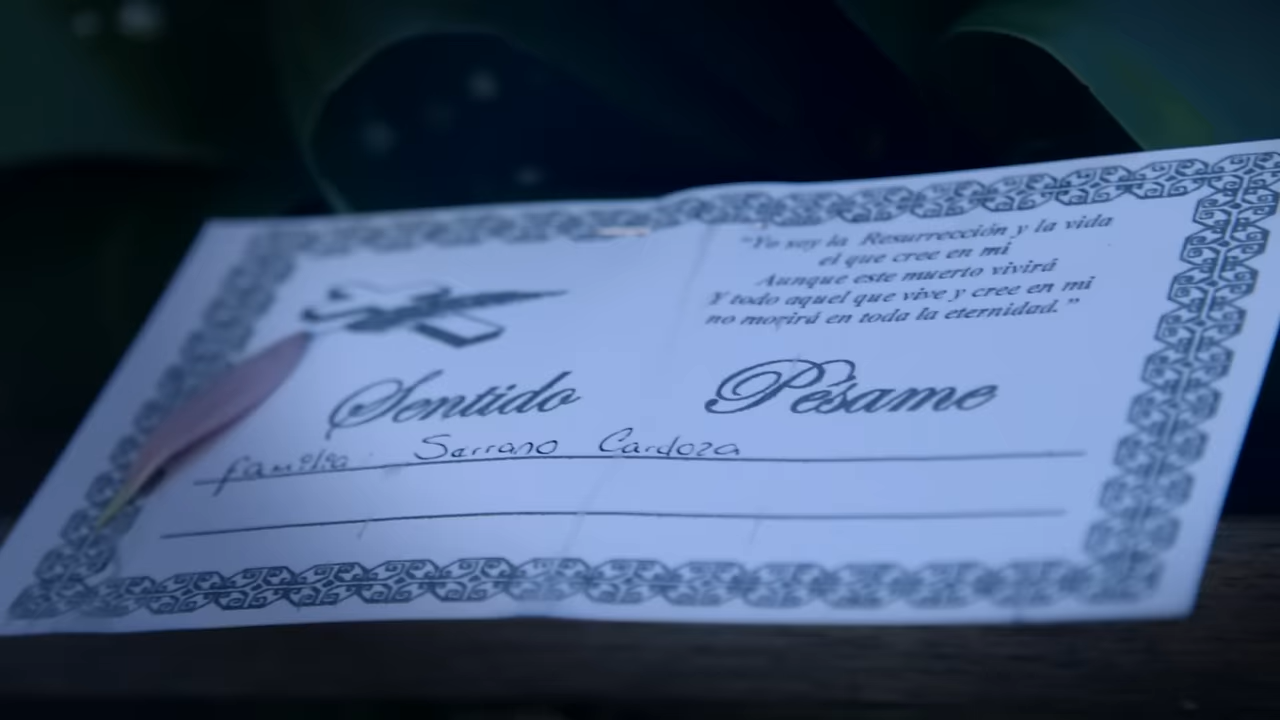 "Yo soy la Resurrección y la vida
el que cree en mi
Aunque este muerto vivirá
Y todo aquel que vive y cree en mi
no morirá en toda la eternidad."
Sentido Pésame
familia Serrano Cardoza